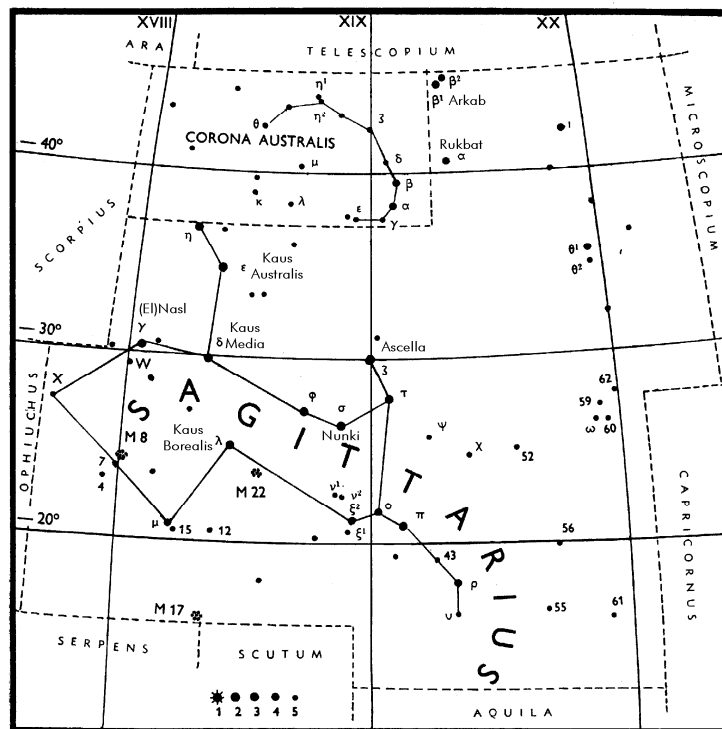 XVIII XIX XX
ARA TELESCOPIUM
η¹ β²
β¹ Arkab
θ η² ζ
MICROSCOPIUM
CORONA AUSTRALIS Rukbat ι
40° μ δ α
β
κ λ α
ε γ
SCORPIUS
η θ¹
Kaus
ε Australis θ²
(El)Nasl
γ Kaus
30° δ Media Ascella
W ζ
X 62
S A G I T T A R I U S
φ σ τ 59
Kaus Nunki ψ ω 60
Borealis λ χ 52
OPHIUCHUS
M 8
7
4 M 22 ν¹ ν²
ξ² ο π
20° μ 15 12 ξ¹ 56
CAPRICORNUS
43
ρ
M 17 υ 55 61
SERPENS SCUTUM
1 2 3 4 5
AQUILA